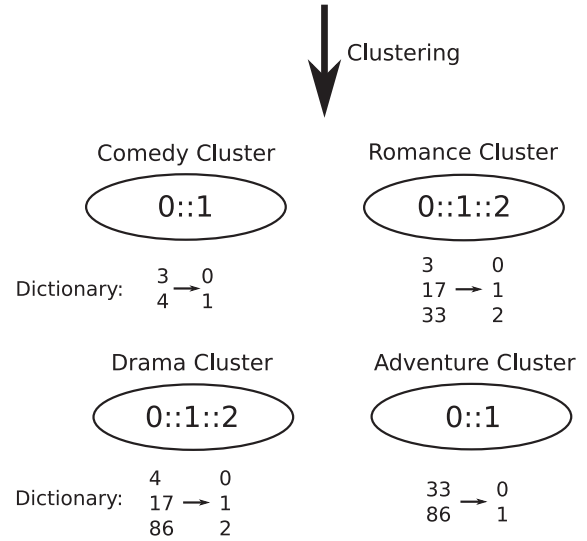 Clustering
Comedy Cluster
0::1
Dictionary:
3 → 0
4 1
Romance Cluster
0::1::2
3 0
17 → 1
33 2
Drama Cluster
0::1::2
Dictionary:
4 0
17 → 1
86 2
Adventure Cluster
0::1
33 → 0
86 1